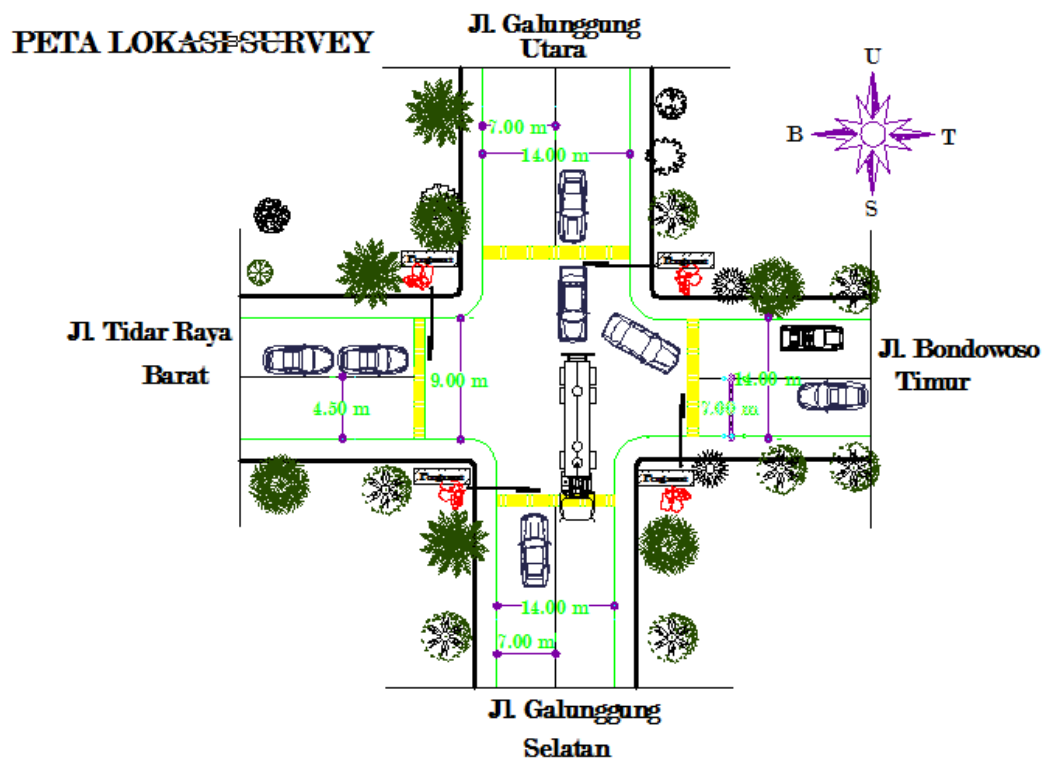 PETA LOKASI SURVEY
Jl. Galunggung
Utara
U
B
T
S
7.00 m
14.00 m
Jl. Tidar Raya
Barat
9.00 m
4.50 m
Jl. Bondowoso
Timur
14.00 m
7.00 m
14.00 m
7.00 m
Jl. Galunggung
Selatan